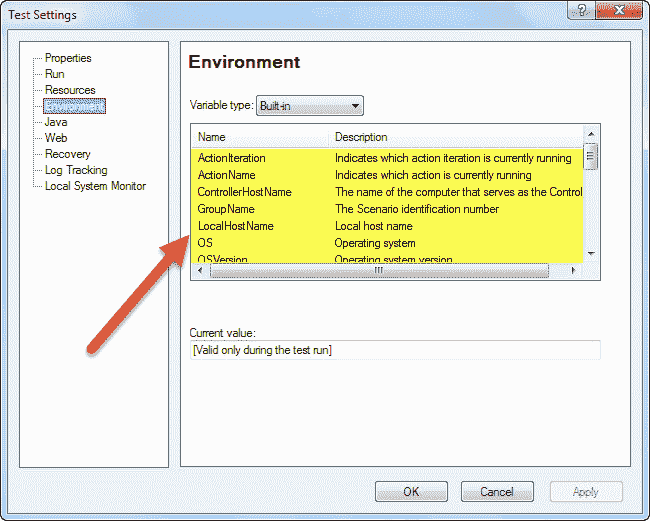 Test Settings
Properties
Run
Resources
Environment
Java
Web
Recovery
Log Tracking
Local System Monitor
Environment
Variable type: Built-in
Name Description
ActionIteration Indicates which action iteration is currently running
ActionName Indicates which action is currently running
ControllerHostName The name of the computer that serves as the Control
GroupName The Scenario identification number
LocalHostName Local host name
OS Operating system
OSVersion Operating system version
Current value:
[Valid only during the test run]
OK Cancel Apply